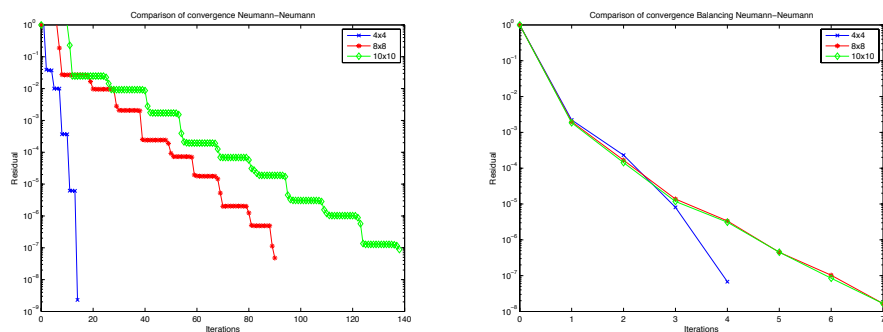 Comparison of convergence Neumann−Neumann
10^0
10^−1
10^−2
10^−3
10^−4
10^−5
10^−6
10^−7
10^−8
10^−9
Residual
0 20 40 60 80 100 120 140
Iterations
4x4
8x8
10x10
Comparison of convergence Balancing Neumann−Neumann
10^0
10^−1
10^−2
10^−3
10^−4
10^−5
10^−6
10^−7
10^−8
Residual
0 1 2 3 4 5 6 7
Iterations
4x4
8x8
10x10